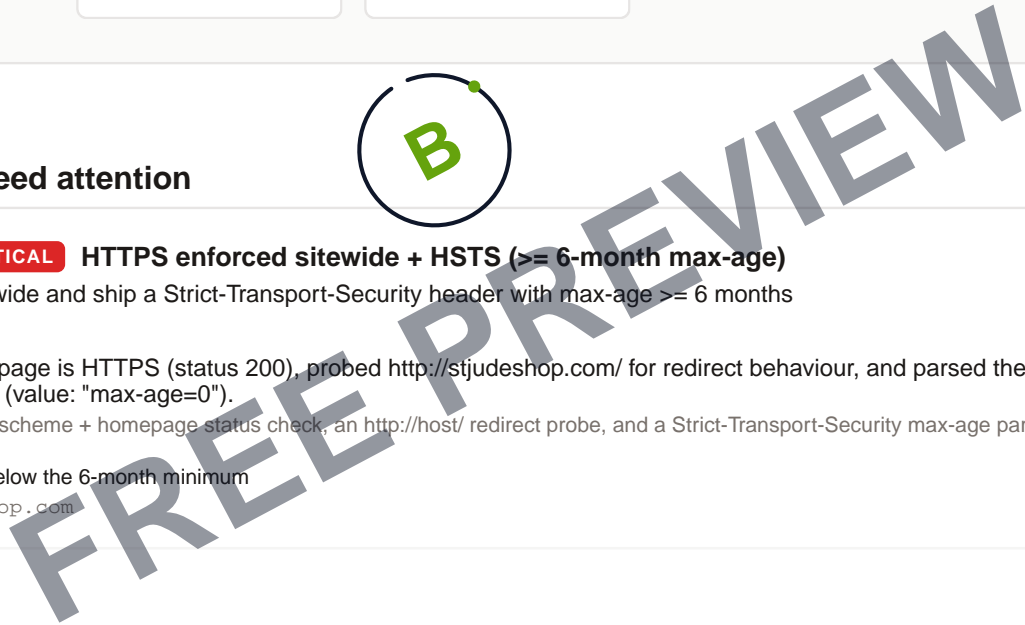 B
eed attention
TICAL HTTPS enforced sitewide + HSTS (>= 6-month max-age)
wide and ship a Strict-Transport-Security header with max-age >= 6 months
page is HTTPS (status 200), probed http://stjudeshop.com/ for redirect behaviour, and parsed the
(value: "max-age=0").
scheme + homepage status check, an http://host/ redirect probe, and a Strict-Transport-Security max-age par
elow the 6-month minimum
op.com
FREE PREVIEW